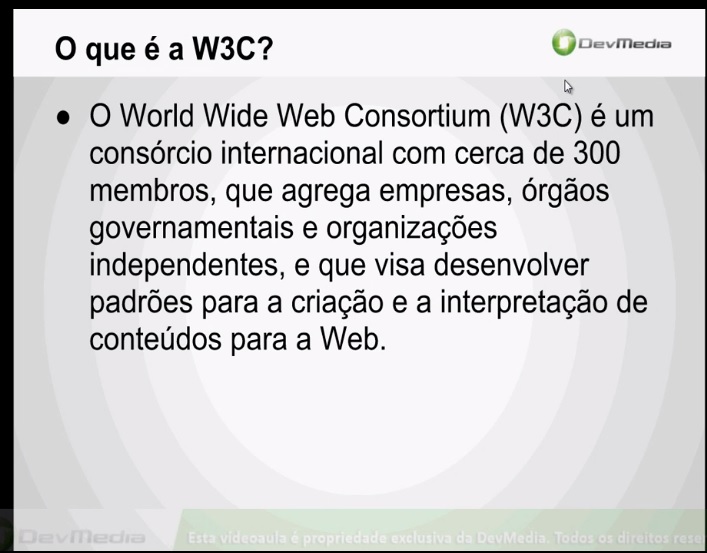 O que é a W3C?
DevMedia
● O World Wide Web Consortium (W3C) é um
consórcio internacional com cerca de 300
membros, que agrega empresas, órgãos
governamentais e organizações
independentes, e que visa desenvolver
padrões para a criação e a interpretação de
conteúdos para a Web.
DevMedia Esta videoaula é propriedade exclusiva da DevMedia. Todos os direitos rese